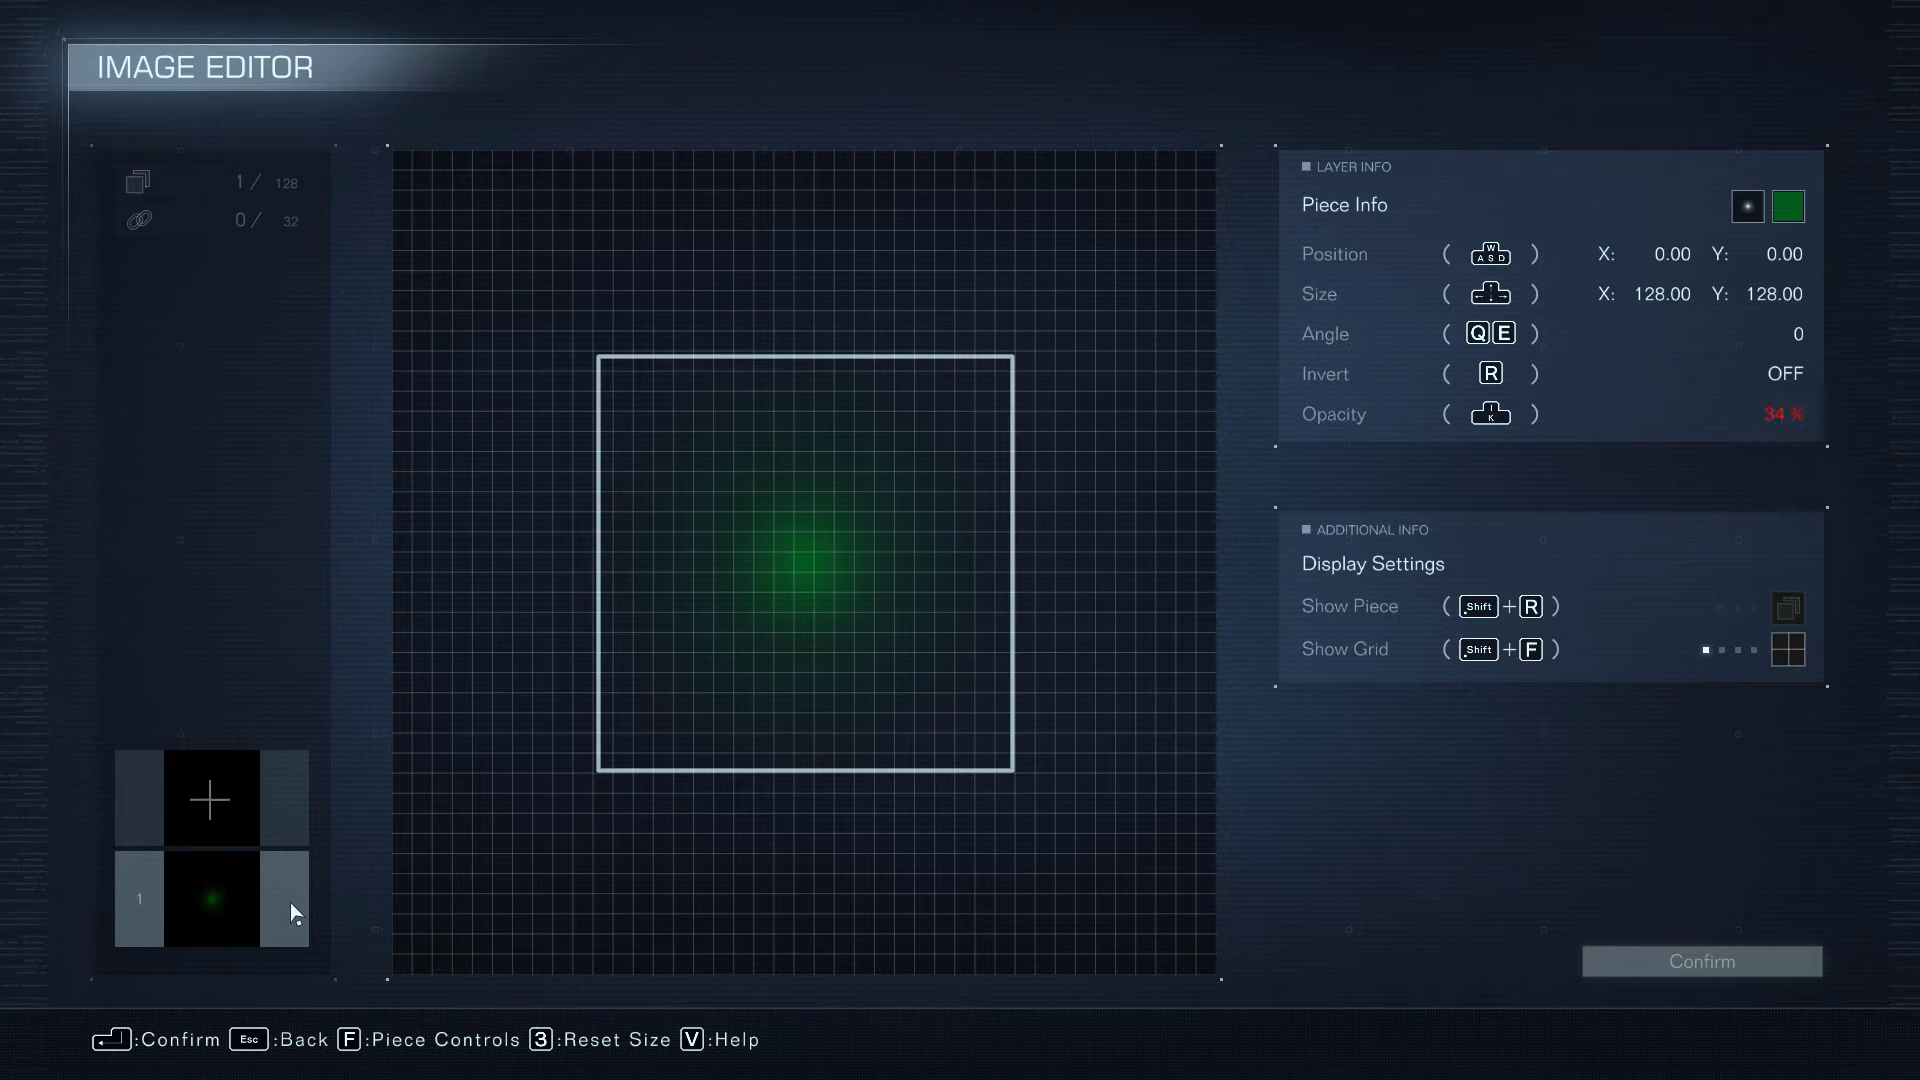 IMAGE EDITOR
1 / 128
0 / 32
1
LAYER INFO
Piece Info
Position ( W A S D ) X: 0.00 Y: 0.00
Size ( ←↑↓→ ) X: 128.00 Y: 128.00
Angle ( Q E ) 0
Invert ( R ) OFF
Opacity ( I K ) 34 %
ADDITIONAL INFO
Display Settings
Show Piece ( Shift + R )
Show Grid ( Shift + F )
Confirm
:Confirm Esc :Back F :Piece Controls 3 :Reset Size V :Help